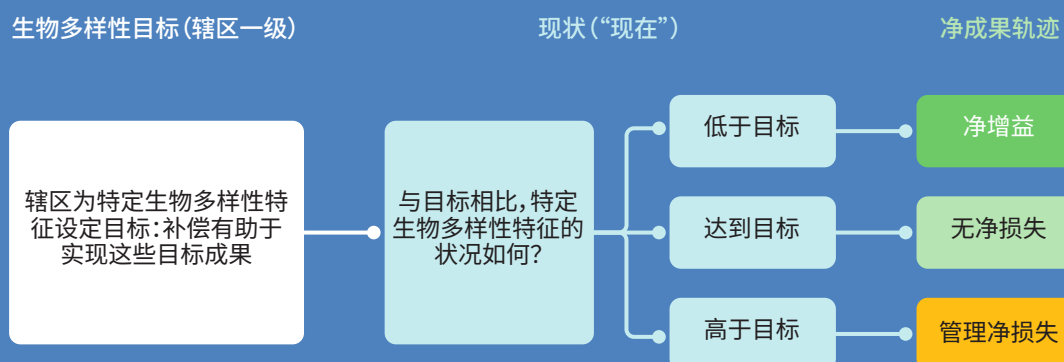 生物多样性目标（辖区一级）
现状（“现在”）
净成果轨迹
辖区为特定生物多样性特
征设定目标：补偿有助于
实现这些目标成果
与目标相比，特定
生物多样性特征的
状况如何？
低于目标
净增益
达到目标
无净损失
高于目标
管理净损失